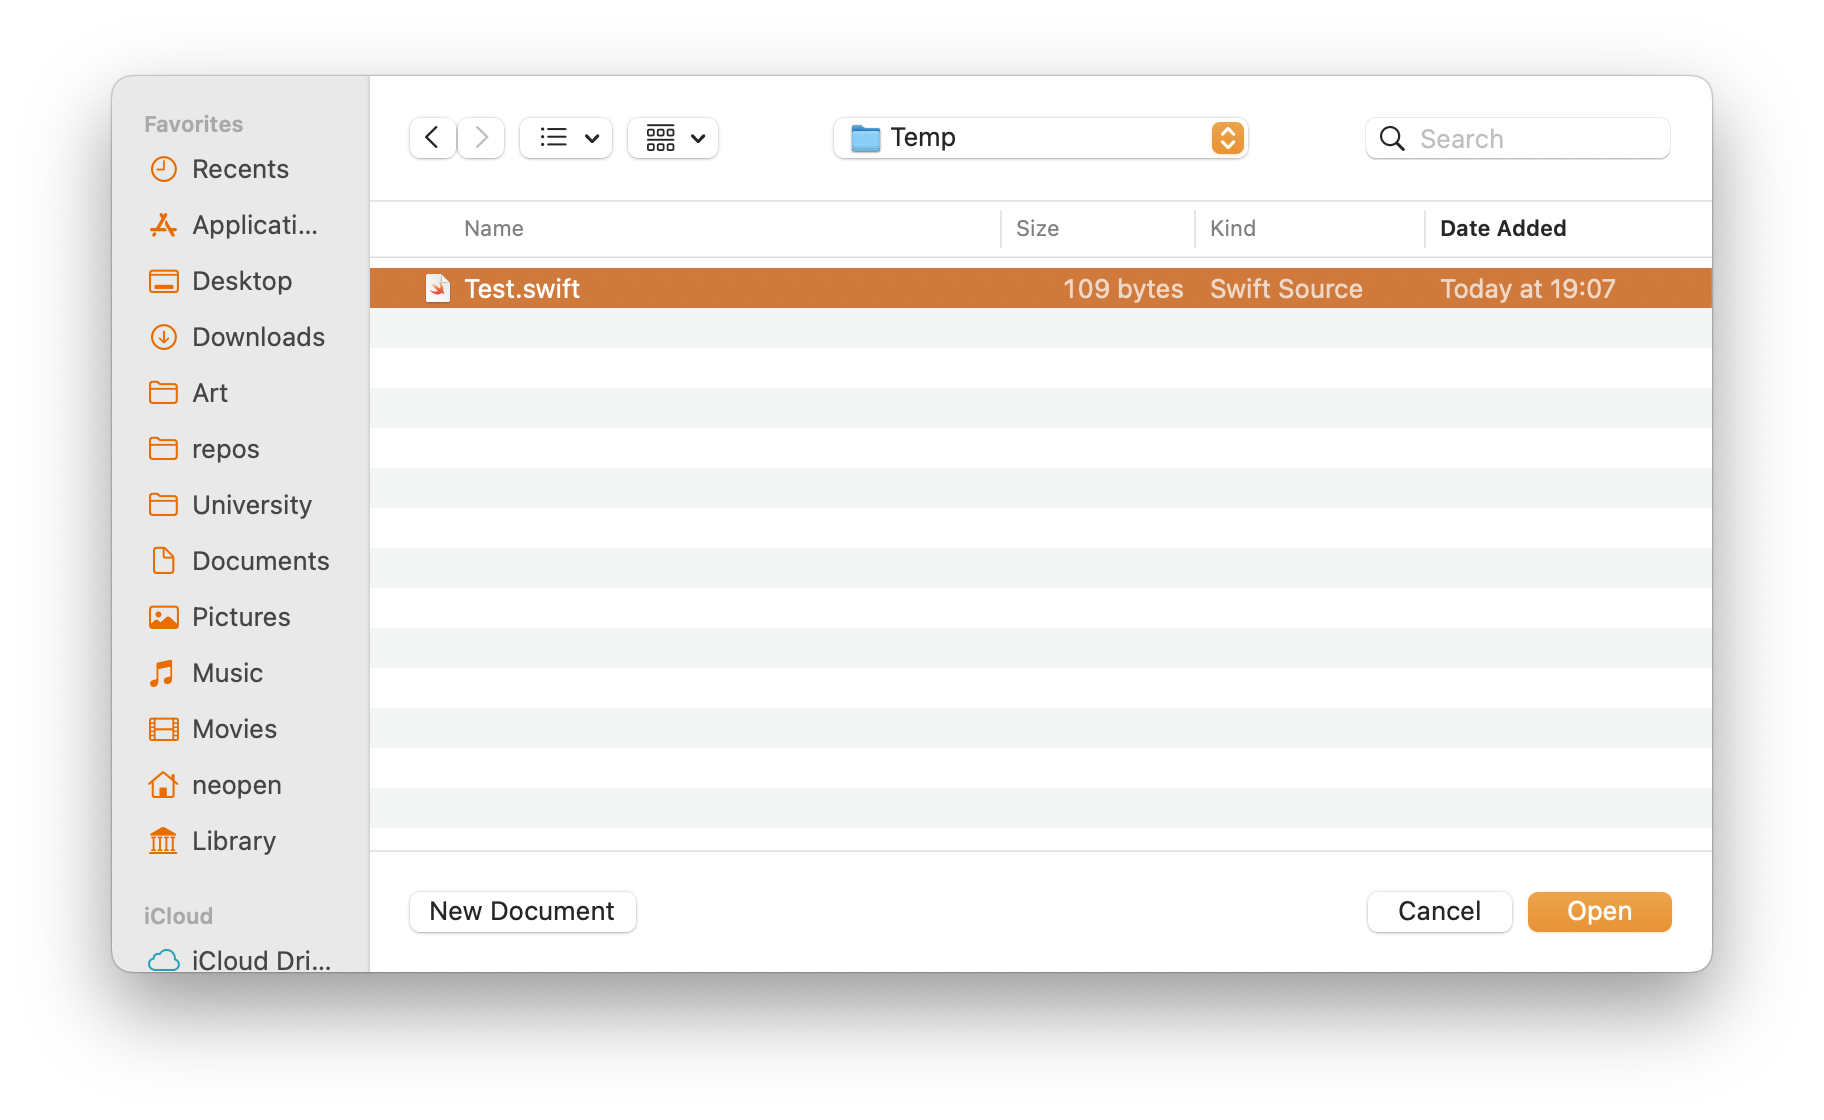 Favorites
Recents
Applicati...
Desktop
Downloads
Art
repos
University
Documents
Pictures
Music
Movies
neopen
Library
iCloud
iCloud Dri...
Temp
Search
Name Size Kind Date Added
Test.swift 109 bytes Swift Source Today at 19:07
New Document Cancel Open